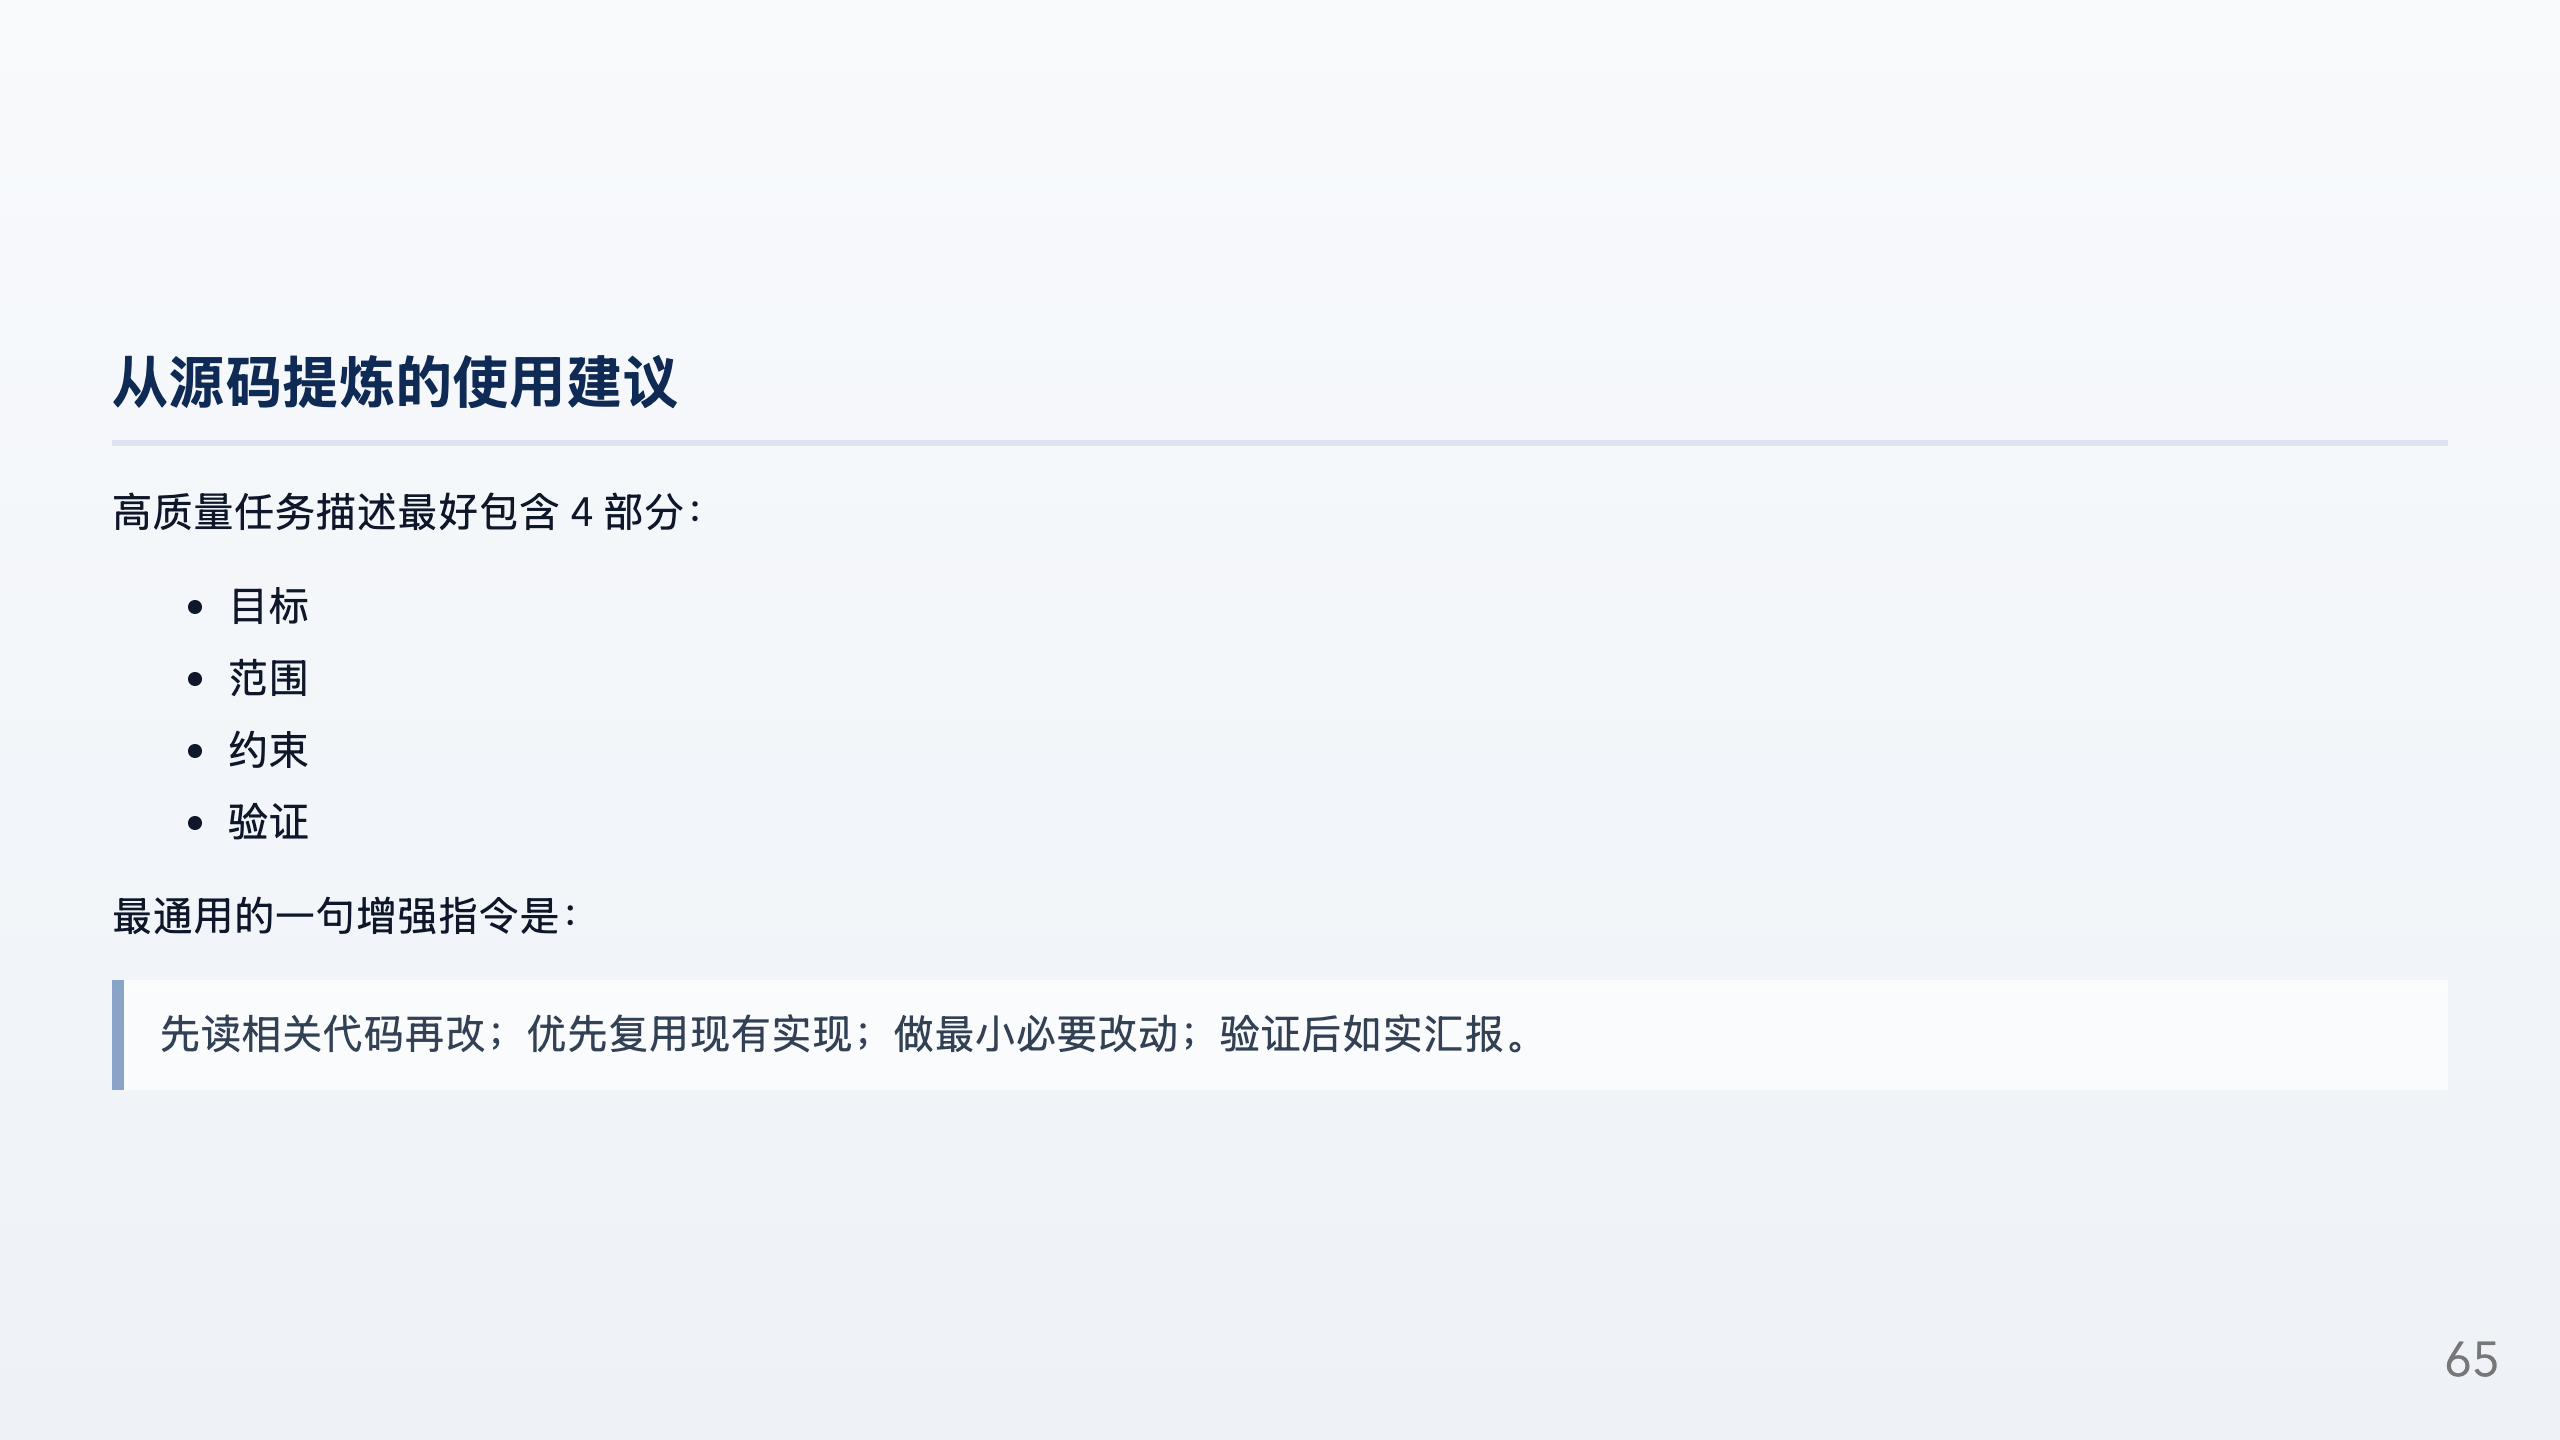 从源码提炼的使用建议
高质量任务描述最好包含 4 部分：
• 目标
• 范围
• 约束
• 验证
最通用的一句增强指令是：
先读相关代码再改；优先复用现有实现；做最小必要改动；验证后如实汇报。
65